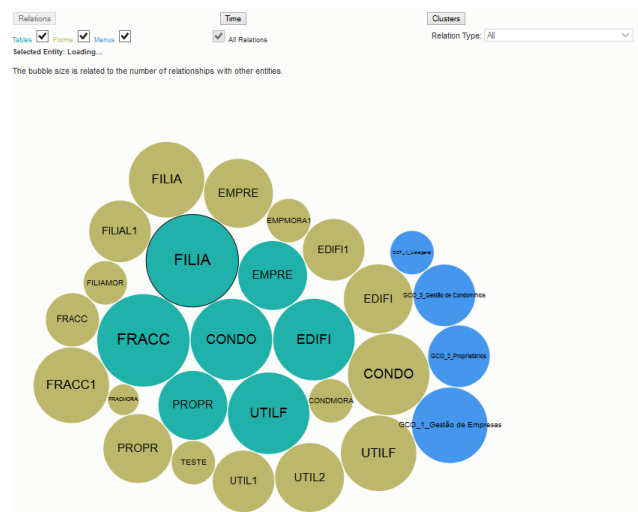 Relations Time Clusters
Tables Forms Menus All Relations Relation Type: All
Selected Entity: Loading...
The bubble size is related to the number of relationships with other entities.
FILIA
EMPRE
EMPMORA1
FILIAL1
EDIFI1
FILIA
EMPRE
FILIAMOR
EDIFI
GCO_3_Gestão de Condomínios
FRACC
FRACC
CONDO
EDIFI
GCO_2_Proprietários
CONDO
FRACC1
FRACMORA
PROPR
UTILF
CONDMORA
GCO_1_Gestão de Empresas
PROPR
UTILF
TESTE
UTIL1
UTIL2